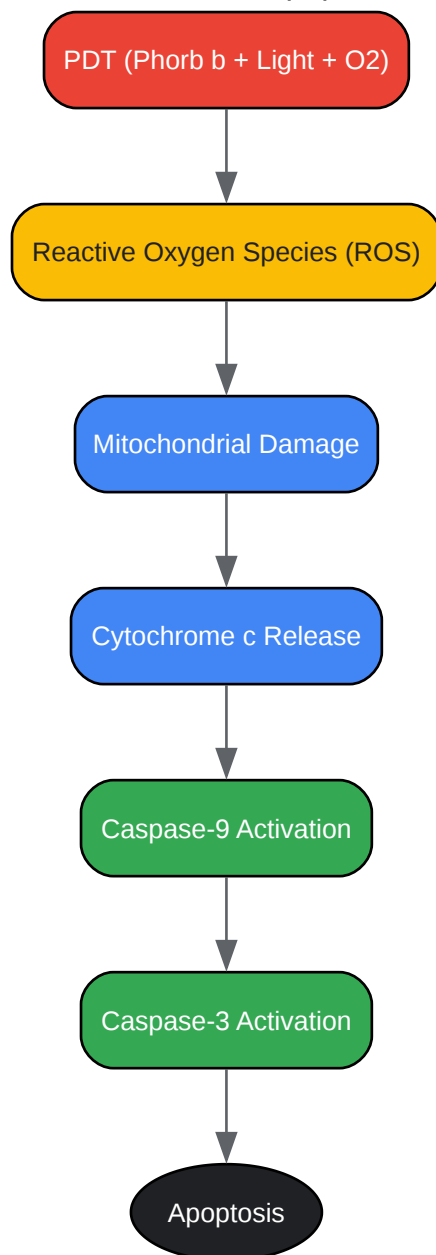 PDT (Phorb b + Light + O2)
Reactive Oxygen Species (ROS)
Mitochondrial Damage
Cytochrome c Release
Caspase-9 Activation
Caspase-3 Activation
Apoptosis